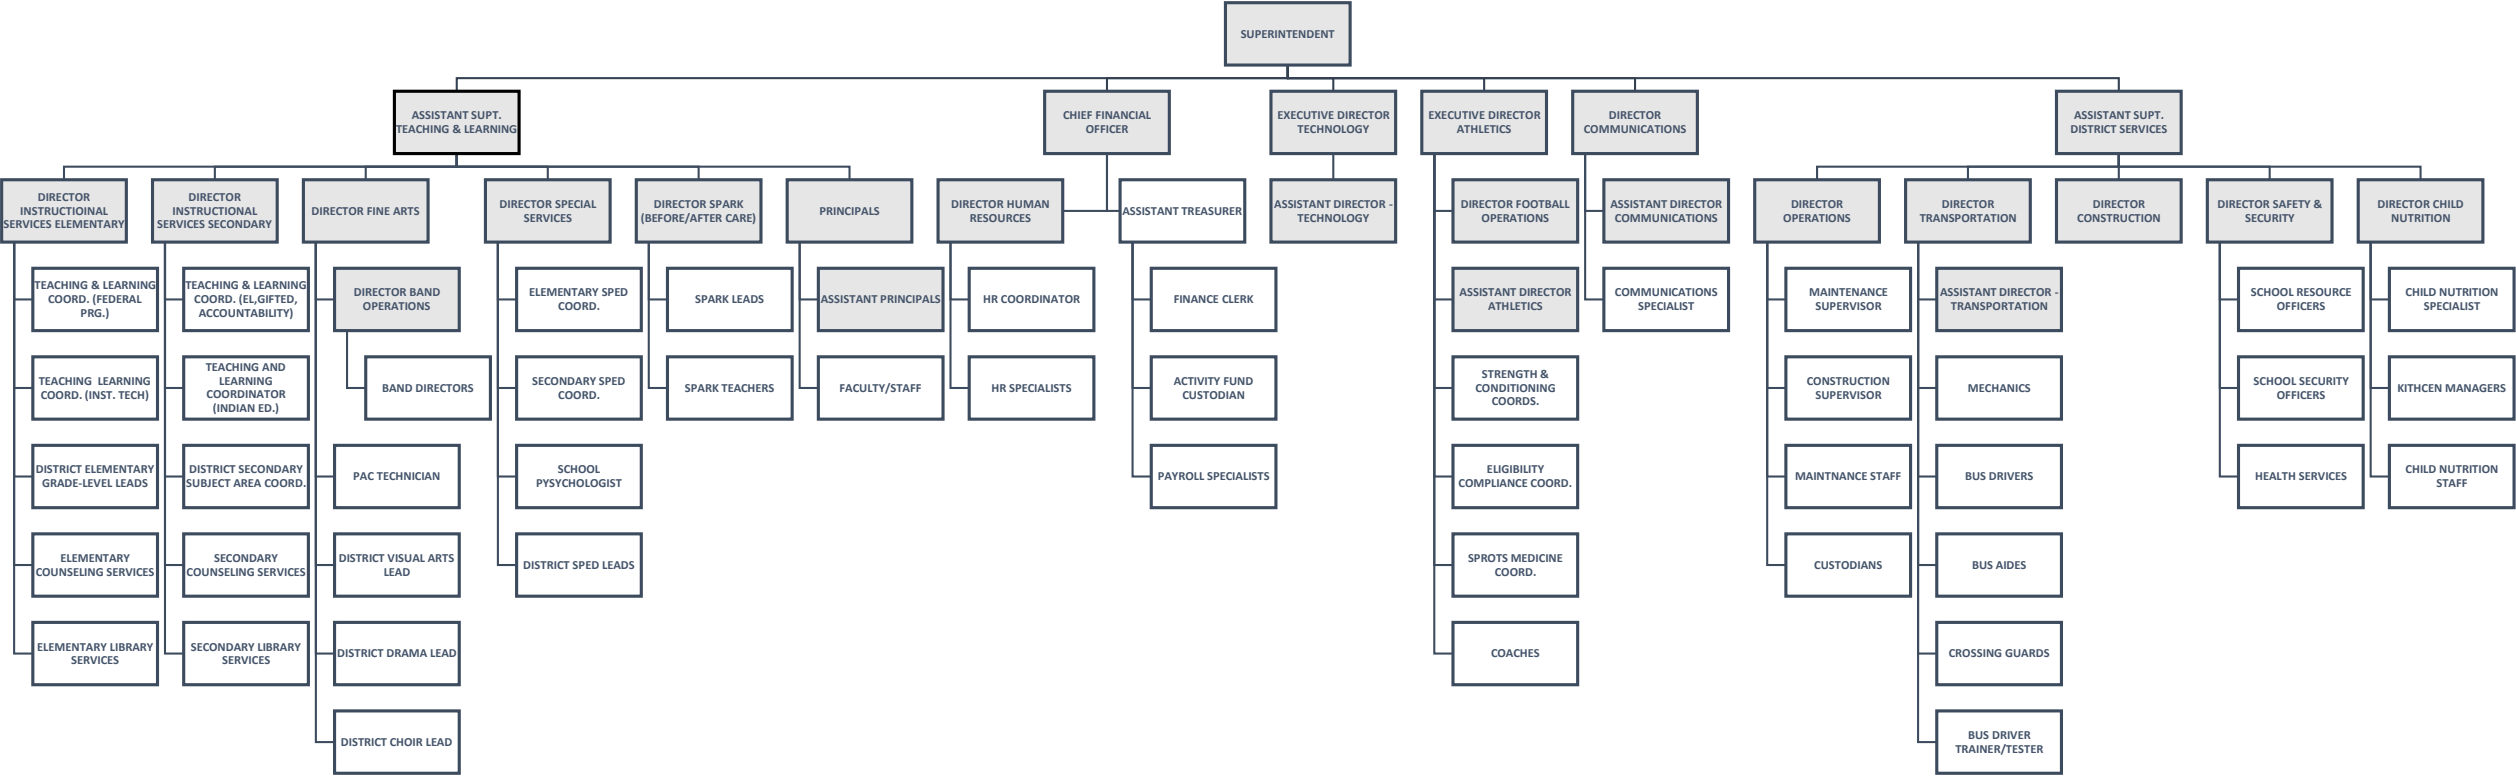 SUPERINTENDENT
ASSISTANT SUPT.
TEACHING & LEARNING
CHIEF FINANCIAL
OFFICER
EXECUTIVE DIRECTOR
TECHNOLOGY
EXECUTIVE DIRECTOR
ATHLETICS
DIRECTOR
COMMUNICATIONS
ASSISTANT SUPT.
DISTRICT SERVICES
DIRECTOR
INSTRUCTIOINAL
SERVICES ELEMENTARY
DIRECTOR
INSTRUCTIONAL
SERVICES SECONDARY
DIRECTOR FINE ARTS
DIRECTOR SPECIAL
SERVICES
DIRECTOR SPARK
(BEFORE/AFTER CARE)
PRINCIPALS
DIRECTOR HUMAN
RESOURCES
ASSISTANT TREASURER
ASSISTANT DIRECTOR -
TECHNOLOGY
DIRECTOR FOOTBALL
OPERATIONS
ASSISTANT DIRECTOR
COMMUNICATIONS
DIRECTOR
OPERATIONS
DIRECTOR
TRANSPORTATION
DIRECTOR
CONSTRUCTION
DIRECTOR SAFETY &
SECURITY
DIRECTOR CHILD
NUTRITION
TEACHING & LEARNING
COORD. (FEDERAL
PRG.)
TEACHING & LEARNING
COORD. (EL,GIFTED,
ACCOUNTABILITY)
DIRECTOR BAND
OPERATIONS
ELEMENTARY SPED
COORD.
SPARK LEADS
ASSISTANT PRINCIPALS
HR COORDINATOR
FINANCE CLERK
ASSISTANT DIRECTOR
ATHLETICS
COMMUNICATIONS
SPECIALIST
MAINTENANCE
SUPERVISOR
ASSISTANT DIRECTOR -
TRANSPORTATION
SCHOOL RESOURCE
OFFICERS
CHILD NUTRITION
SPECIALIST
TEACHING  LEARNING
COORD. (INST. TECH)
TEACHING AND
LEARNING
COORDINATOR
(INDIAN ED.)
BAND DIRECTORS
SECONDARY SPED
COORD.
SPARK TEACHERS
FACULTY/STAFF
HR SPECIALISTS
ACTIVITY FUND
CUSTODIAN
STRENGTH &
CONDITIONING
COORDS.
CONSTRUCTION
SUPERVISOR
MECHANICS
SCHOOL SECURITY
OFFICERS
KITHCEN MANAGERS
DISTRICT ELEMENTARY
GRADE-LEVEL LEADS
DISTRICT SECONDARY
SUBJECT AREA COORD.
PAC TECHNICIAN
SCHOOL
PYSYCHOLOGIST
PAYROLL SPECIALISTS
ELIGIBILITY
COMPLIANCE COORD.
MAINTNANCE STAFF
BUS DRIVERS
HEALTH SERVICES
CHILD NUTRITION
STAFF
ELEMENTARY
COUNSELING SERVICES
SECONDARY
COUNSELING SERVICES
DISTRICT VISUAL ARTS
LEAD
DISTRICT SPED LEADS
SPROTS MEDICINE
COORD.
CUSTODIANS
BUS AIDES
ELEMENTARY LIBRARY
SERVICES
SECONDARY LIBRARY
SERVICES
DISTRICT DRAMA LEAD
COACHES
CROSSING GUARDS
DISTRICT CHOIR LEAD
BUS DRIVER
TRAINER/TESTER